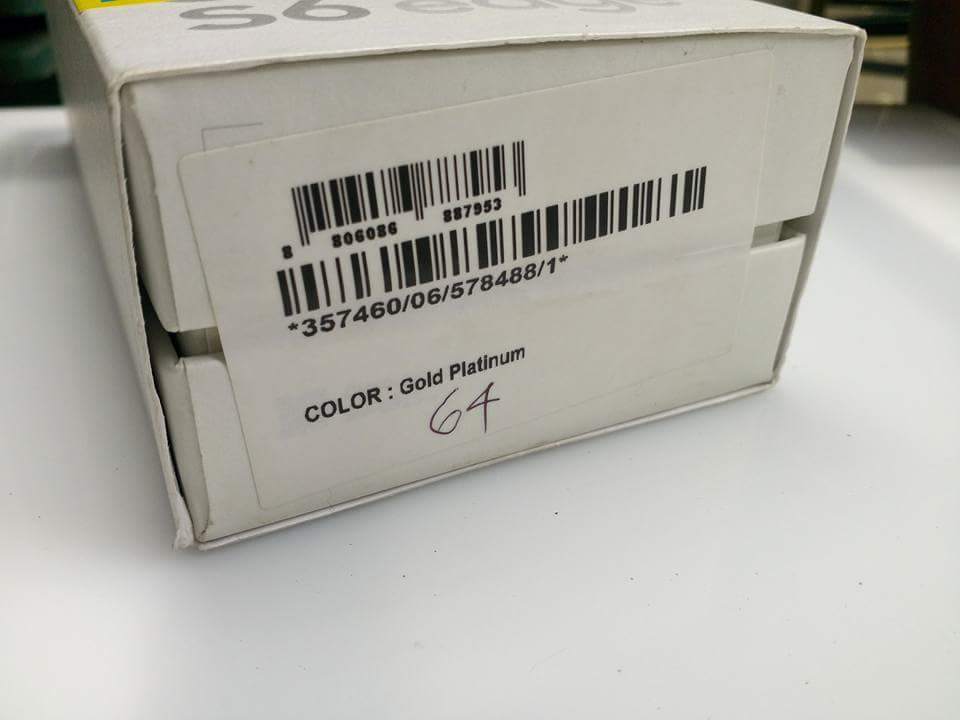 S6 edge
8 806086 887953
*357460/06/578488/1*
COLOR : Gold Platinum
64